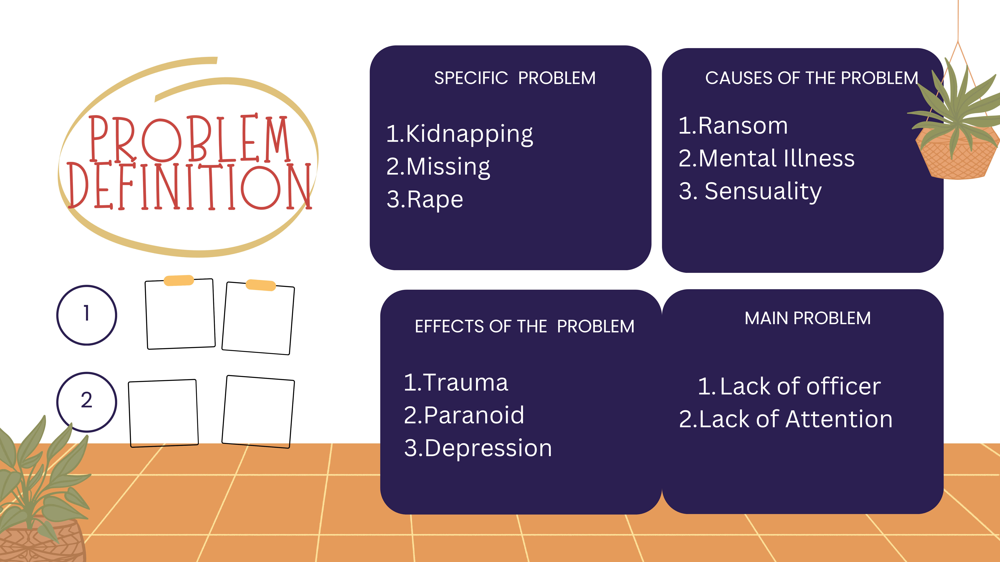 PROBLEM
DEFINITION
1
2
SPECIFIC  PROBLEM
1.Kidnapping
2.Missing
3.Rape
CAUSES OF THE PROBLEM
1.Ransom
2.Mental Illness
3. Sensuality
EFFECTS OF THE  PROBLEM
1.Trauma
2.Paranoid
3.Depression
MAIN PROBLEM
1. Lack of officer
2.Lack of Attention